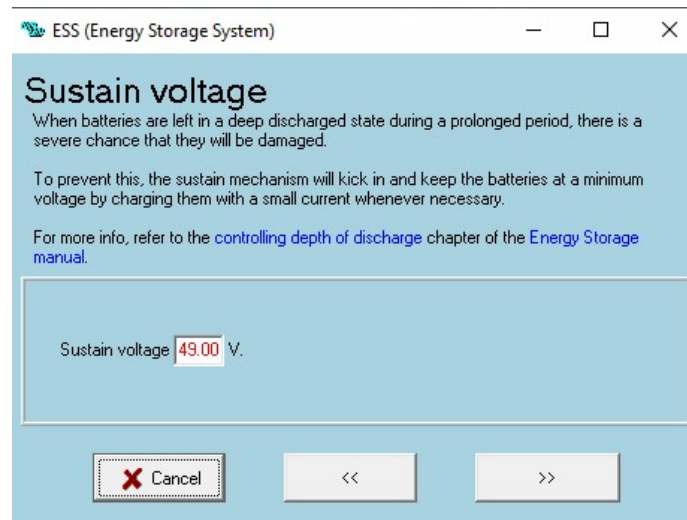 ESS (Energy Storage System)
Sustain voltage
When batteries are left in a deep discharged state during a prolonged period, there is a
severe chance that they will be damaged.
To prevent this, the sustain mechanism will kick in and keep the batteries at a minimum
voltage by charging them with a small current whenever necessary.
For more info, refer to the controlling depth of discharge chapter of the Energy Storage
manual.
Sustain voltage 49.00 V.
Cancel << >>